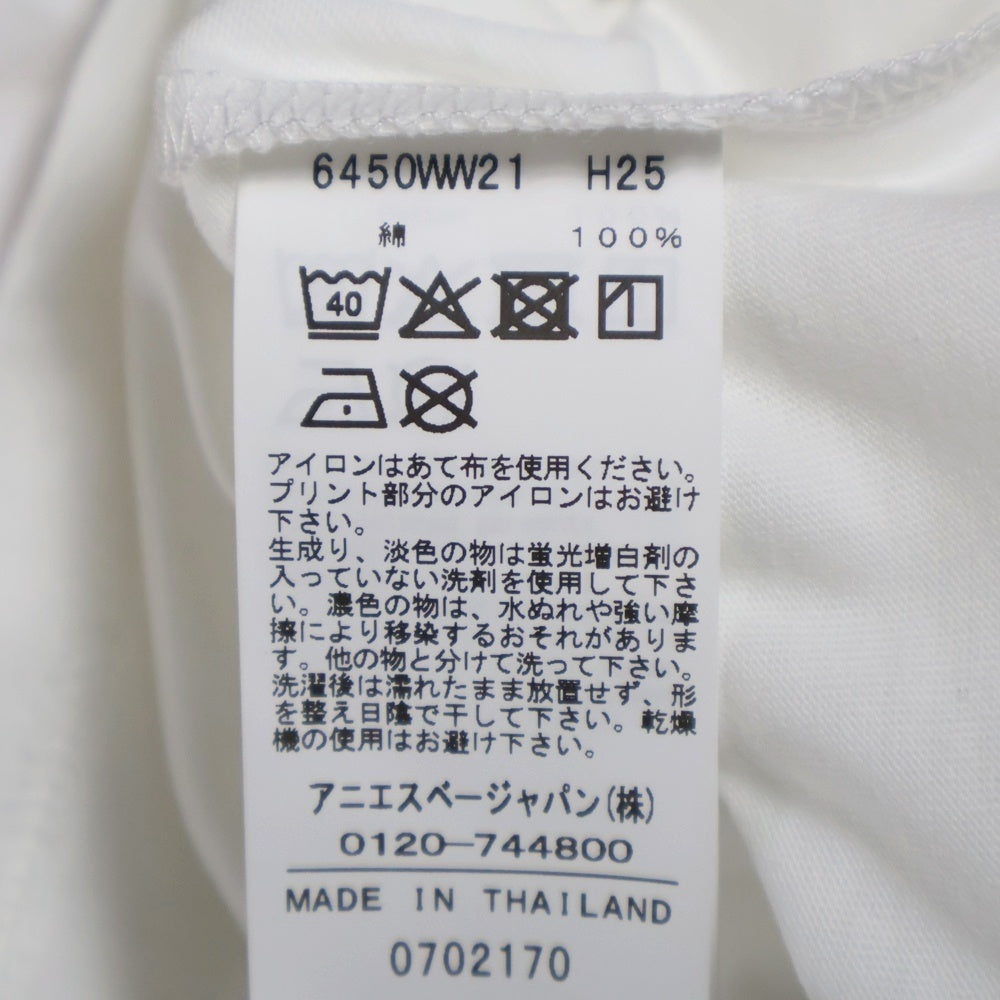 6450WW21 H25
綿 100%
40
アイロンはあて布を使用ください。
プリント部分のアイロンはお避け
下さい。
生成り、淡色の物は蛍光増白剤の
入っていない洗剤を使用して下さ
い。濃色の物は、水ぬれや強い摩
擦により移染するおそれがありま
す。他の物と分けて洗って下さい。
洗濯後は濡れたまま放置せず、形
を整え日陰で干して下さい。乾燥
機の使用はお避け下さい。
アニエスベージャパン(株)
0120-744800
MADE IN THAILAND
0702170